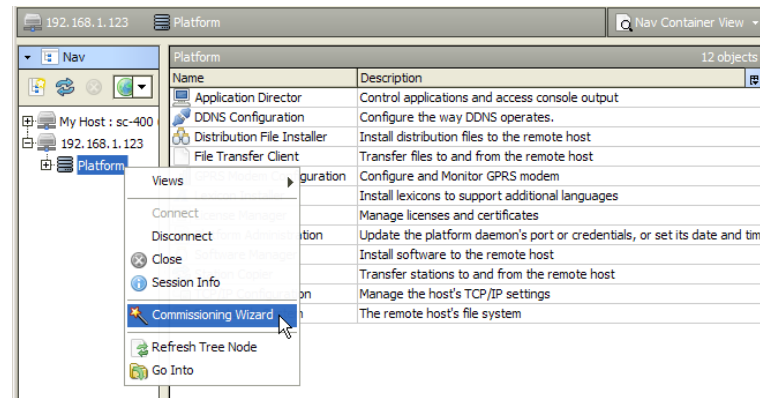 192.168.1.123 Platform Nav Container View
Nav
Platform 12 objects
Name Description
Application Director Control applications and access console output
DDNS Configuration Configure the way DDNS operates.
Distribution File Installer Install distribution files to the remote host
File Transfer Client Transfer files to and from the remote host
guration Configure and Monitor GPRS modem
Install lexicons to support additional languages
Manage licenses and certificates
tion Update the platform daemon's port or credentials, or set its date and tim
Install software to the remote host
Transfer stations to and from the remote host
on Manage the host's TCP/IP settings
The remote host's file system
My Host : sc-400
192.168.1.123
Platform
Views
Connect
Disconnect
Close
Session Info
Commissioning Wizard
Refresh Tree Node
Go Into